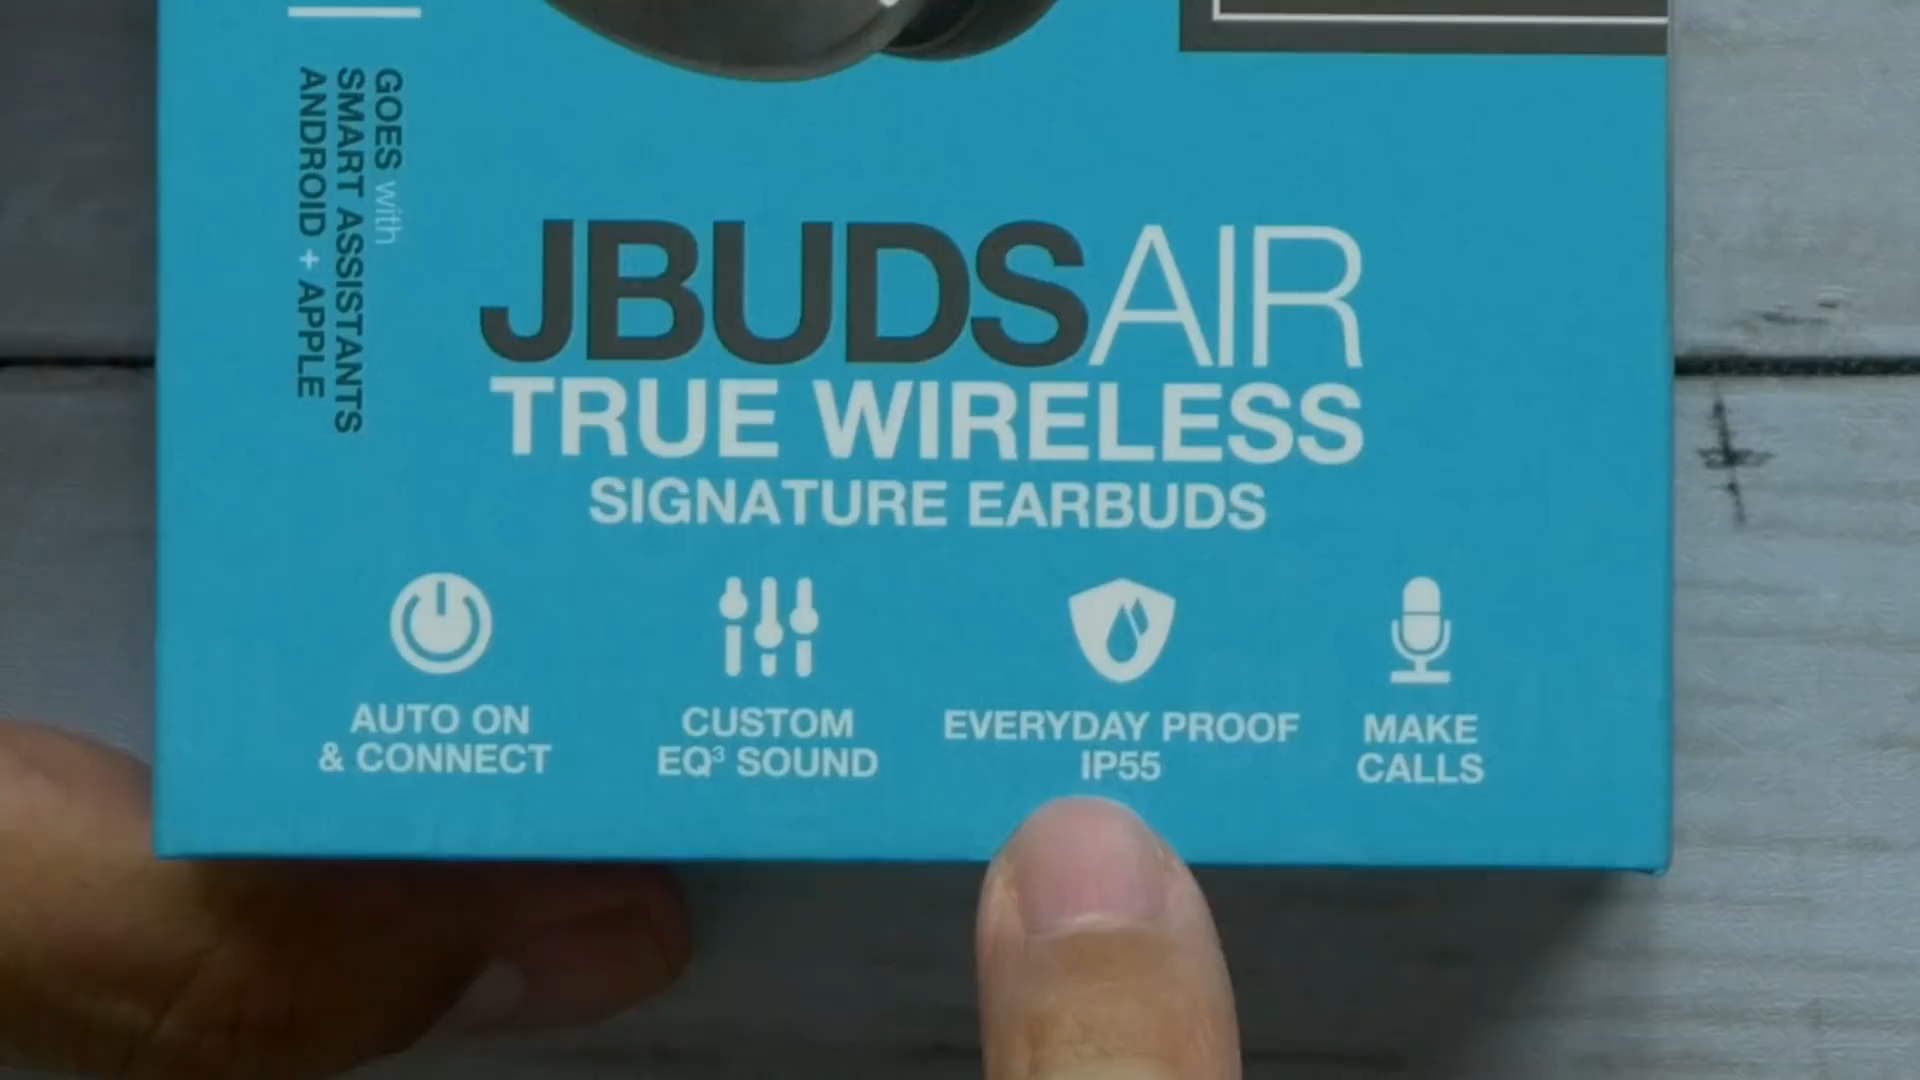 GOES with
SMART ASSISTANTS
ANDROID + APPLE
JBUDSAIR
TRUE WIRELESS
SIGNATURE EARBUDS
AUTO ON
& CONNECT
CUSTOM
EQ³ SOUND
EVERYDAY PROOF
IP55
MAKE
CALLS